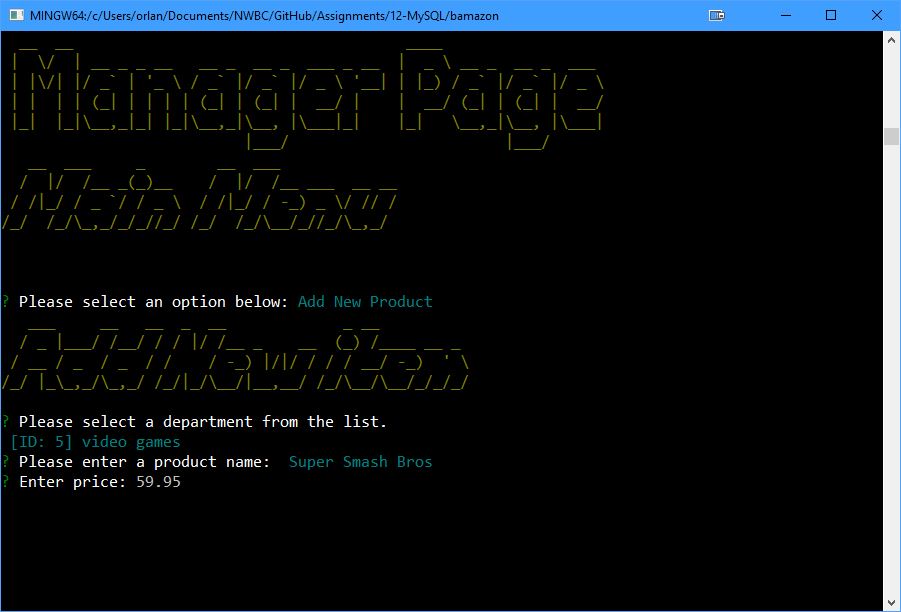 MINGW64:/c/Users/orlan/Documents/NWBC/GitHub/Assignments/12-MySQL/bamazon
Manager Page
Main Menu
? Please select an option below: Add New Product
Add New item
? Please select a department from the list.
[ID: 5] video games
? Please enter a product name: Super Smash Bros
? Enter price: 59.95